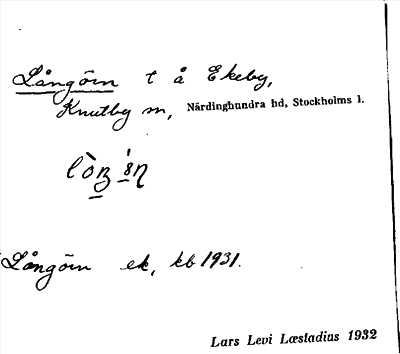 Långörn t å Ekeby,
Knutby sn, Närdinghundra hd, Stockholms l.
Långörn ek, kb 1931.
Lars Levi Læstadius 1932